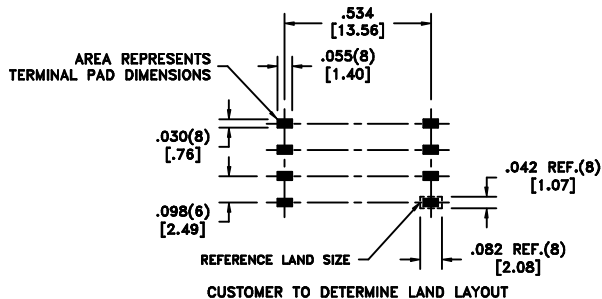 .534
[13.56]
AREA REPRESENTS
TERMINAL PAD DIMENSIONS
.055(8)
[1.40]
.030(8)
[.76]
.042 REF.(8)
[1.07]
.098(6)
[2.49]
REFERENCE LAND SIZE
.082 REF.(8)
[2.08]
CUSTOMER TO DETERMINE LAND LAYOUT